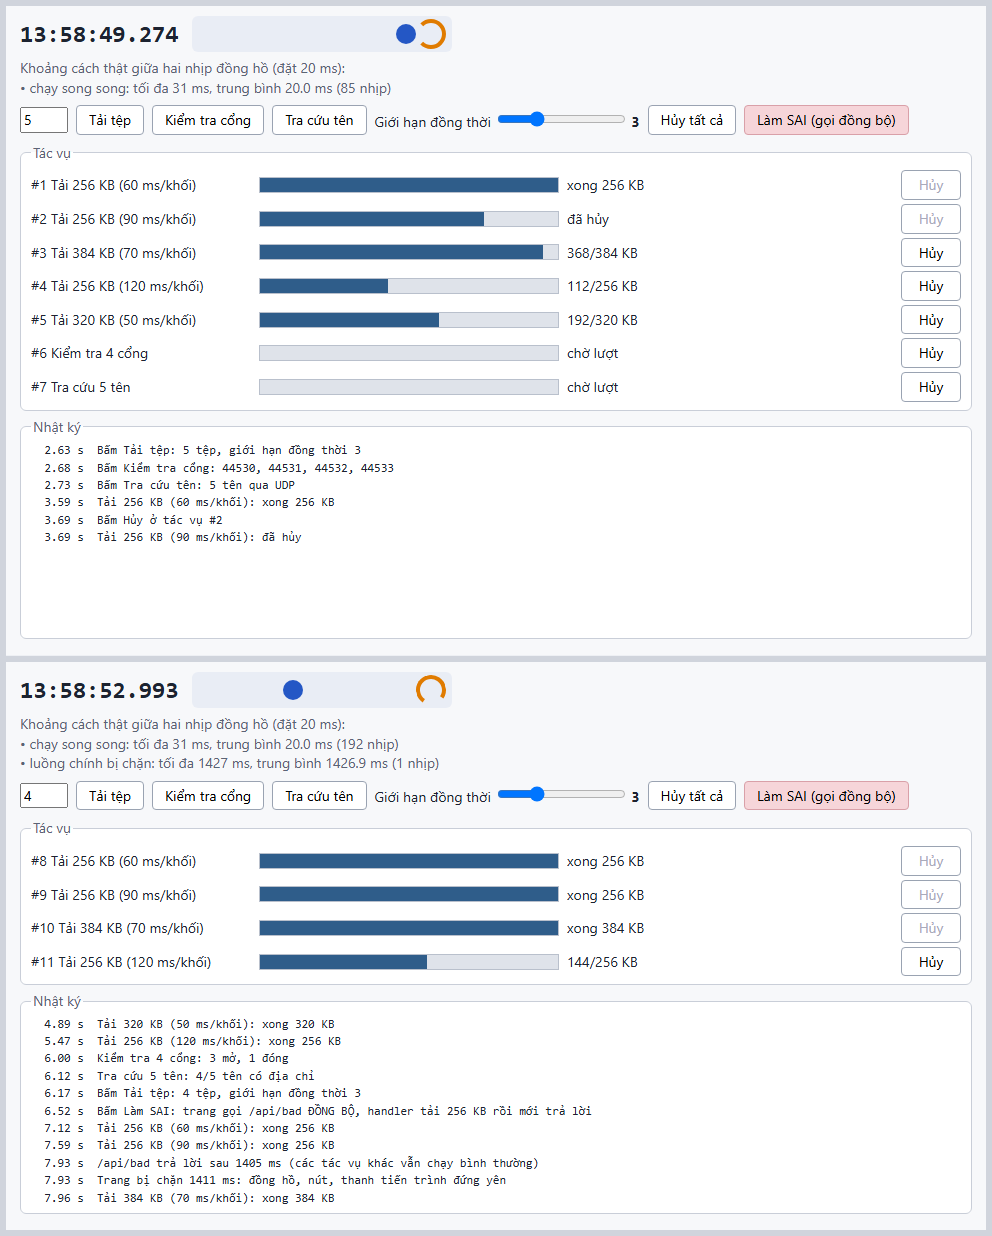 13:58:49.274
Khoảng cách thật giữa hai nhịp đồng hồ (đặt 20 ms):
• chạy song song: tối đa 31 ms, trung bình 20.0 ms (85 nhịp)
5 Tải tệp Kiểm tra cổng Tra cứu tên Giới hạn đồng thời 3 Hủy tất cả Làm SAI (gọi đồng bộ)
Tác vụ
#1 Tải 256 KB (60 ms/khối) xong 256 KB Hủy
#2 Tải 256 KB (90 ms/khối) đã hủy Hủy
#3 Tải 384 KB (70 ms/khối) 368/384 KB Hủy
#4 Tải 256 KB (120 ms/khối) 112/256 KB Hủy
#5 Tải 320 KB (50 ms/khối) 192/320 KB Hủy
#6 Kiểm tra 4 cổng chờ lượt Hủy
#7 Tra cứu 5 tên chờ lượt Hủy
Nhật ký
2.63 s Bấm Tải tệp: 5 tệp, giới hạn đồng thời 3
2.68 s Bấm Kiểm tra cổng: 44530, 44531, 44532, 44533
2.73 s Bấm Tra cứu tên: 5 tên qua UDP
3.59 s Tải 256 KB (60 ms/khối): xong 256 KB
3.69 s Bấm Hủy ở tác vụ #2
3.69 s Tải 256 KB (90 ms/khối): đã hủy
13:58:52.993
Khoảng cách thật giữa hai nhịp đồng hồ (đặt 20 ms):
• chạy song song: tối đa 31 ms, trung bình 20.0 ms (192 nhịp)
• luồng chính bị chặn: tối đa 1427 ms, trung bình 1426.9 ms (1 nhịp)
4 Tải tệp Kiểm tra cổng Tra cứu tên Giới hạn đồng thời 3 Hủy tất cả Làm SAI (gọi đồng bộ)
Tác vụ
#8 Tải 256 KB (60 ms/khối) xong 256 KB Hủy
#9 Tải 256 KB (90 ms/khối) xong 256 KB Hủy
#10 Tải 384 KB (70 ms/khối) xong 384 KB Hủy
#11 Tải 256 KB (120 ms/khối) 144/256 KB Hủy
Nhật ký
4.89 s Tải 320 KB (50 ms/khối): xong 320 KB
5.47 s Tải 256 KB (120 ms/khối): xong 256 KB
6.00 s Kiểm tra 4 cổng: 3 mở, 1 đóng
6.12 s Tra cứu 5 tên: 4/5 tên có địa chỉ
6.17 s Bấm Tải tệp: 4 tệp, giới hạn đồng thời 3
6.52 s Bấm Làm SAI: trang gọi /api/bad ĐỒNG BỘ, handler tải 256 KB rồi mới trả lời
7.12 s Tải 256 KB (60 ms/khối): xong 256 KB
7.59 s Tải 256 KB (90 ms/khối): xong 256 KB
7.93 s /api/bad trả lời sau 1405 ms (các tác vụ khác vẫn chạy bình thường)
7.93 s Trang bị chặn 1411 ms: đồng hồ, nút, thanh tiến trình đứng yên
7.96 s Tải 384 KB (70 ms/khối): xong 384 KB